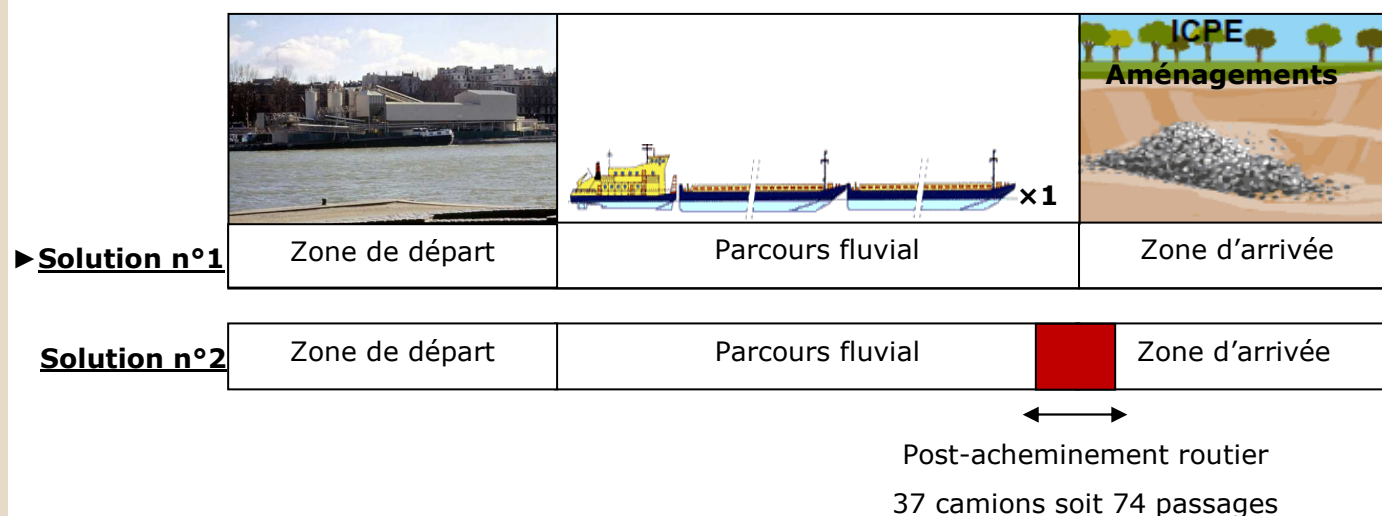 ICPE
Aménagements
×1
►Solution n°1
Zone de départ
Parcours fluvial
Zone d’arrivée
Solution n°2
Zone de départ
Parcours fluvial
Zone d’arrivée
Post-acheminement routier
37 camions soit 74 passages